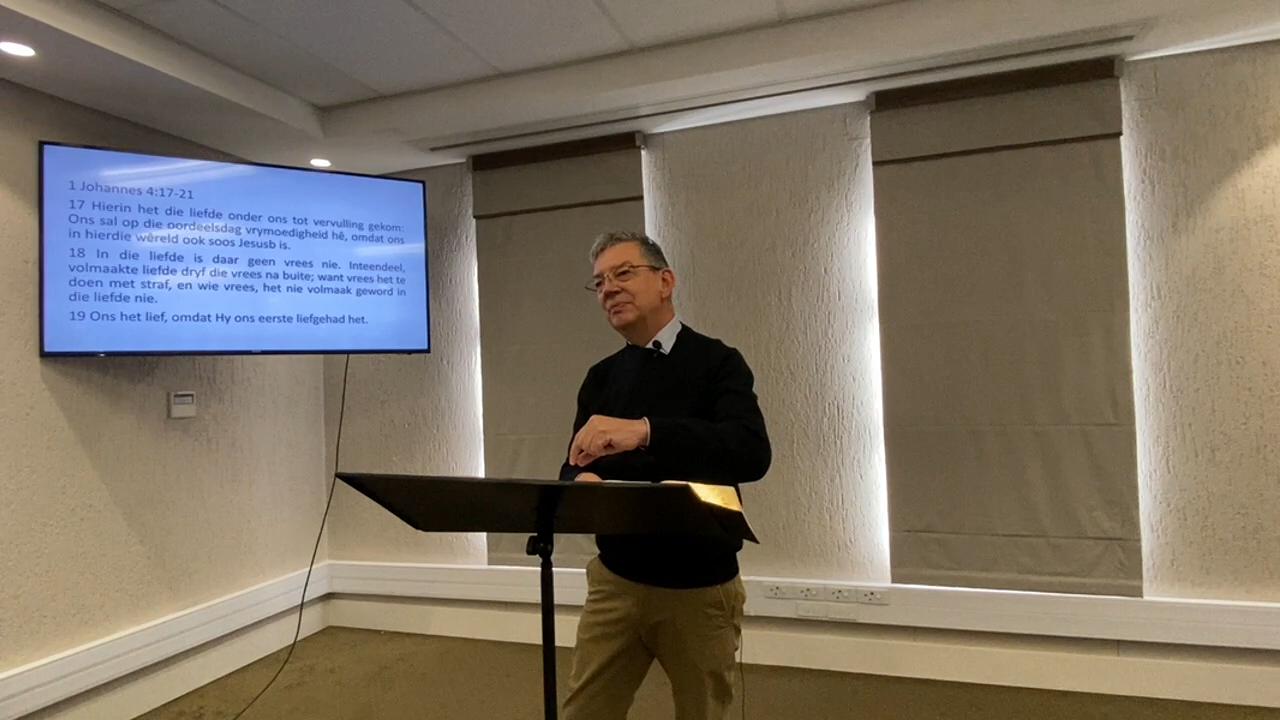 1 Johannes 4:17-21
17 Hierin het die liefde onder ons tot vervulling gekom:
Ons sal op die oordeelsdag vrymoedigheid hê, omdat ons
in hierdie wêreld ook soos Jesusb is.
18 In die liefde is daar geen vrees nie. Inteendeel,
volmaakte liefde dryf die vrees na buite; want vrees het te
doen met straf, en wie vrees, het nie volmaak geword in
die liefde nie.
19 Ons het lief, omdat Hy ons eerste liefgehad het.